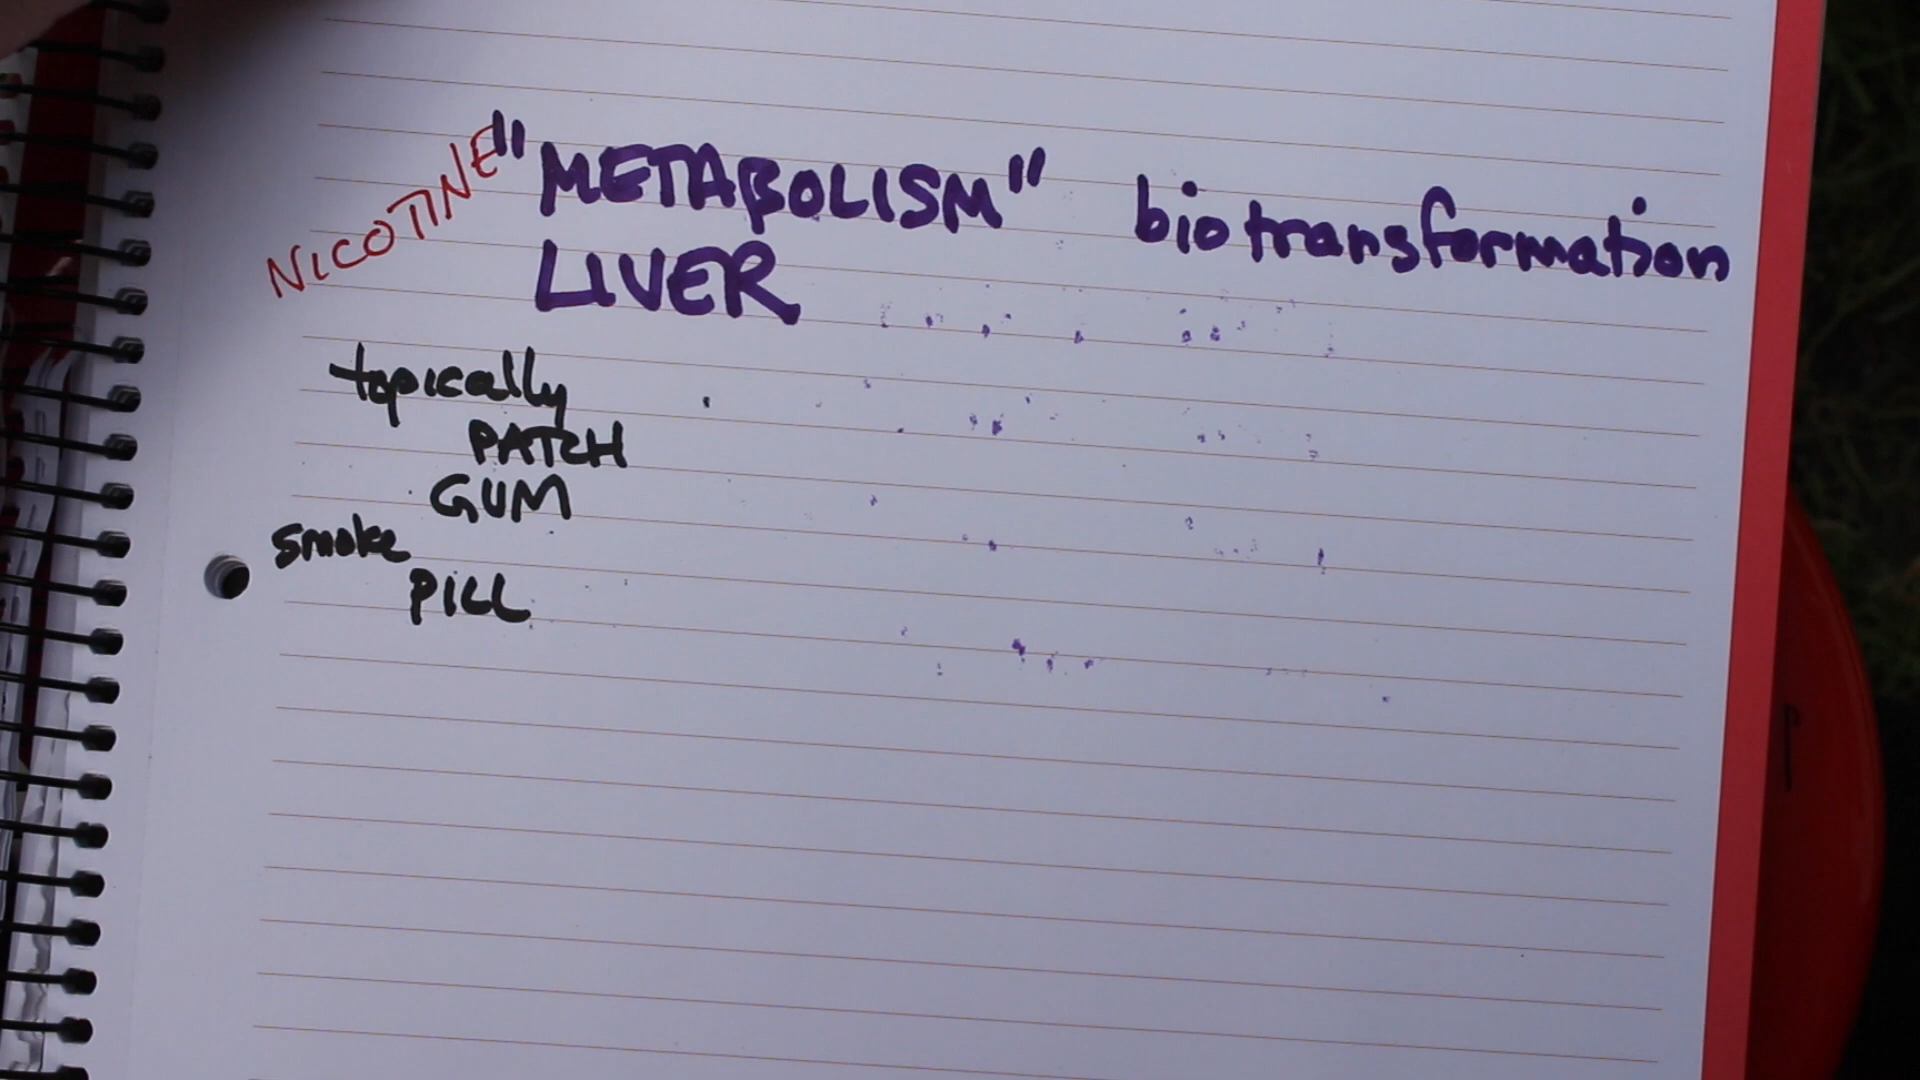 NICOTINE "METABOLISM" biotransformation
LIVER
topically
PATCH
GUM
smoke
PILL